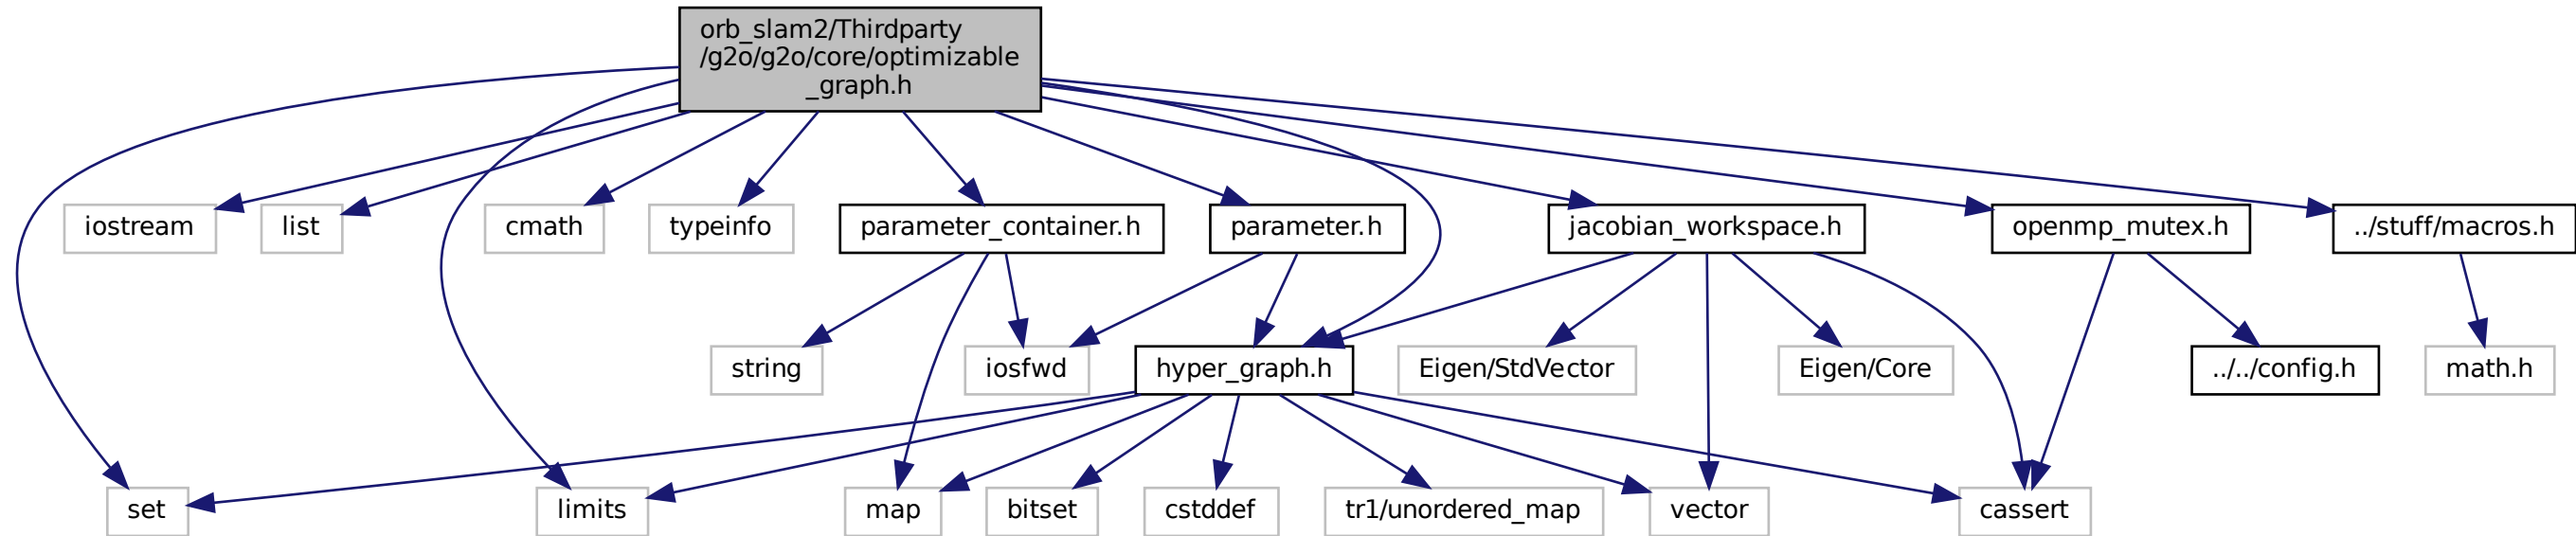 orb_slam2/Thirdparty
/g2o/g2o/core/optimizable
_graph.h
iostream
list
cmath
typeinfo
parameter_container.h
parameter.h
jacobian_workspace.h
openmp_mutex.h
../stuff/macros.h
string
iosfwd
hyper_graph.h
Eigen/StdVector
Eigen/Core
../../config.h
math.h
set
limits
map
bitset
cstddef
tr1/unordered_map
vector
cassert